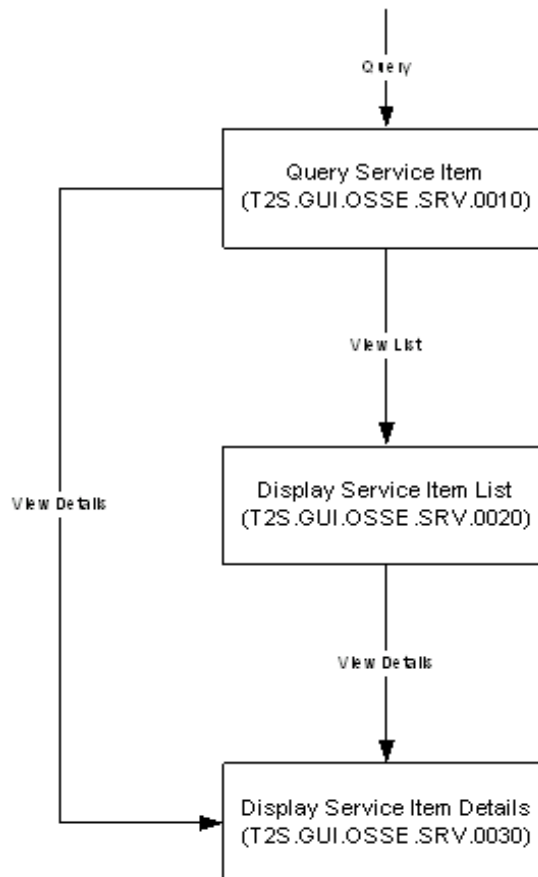 Query
Query Service Item
(T2S.GUI.OSSE.SRV.0010)
View List
Display Service Item List
(T2S.GUI.OSSE.SRV.0020)
View Details
View Details
Display Service Item Details
(T2S.GUI.OSSE.SRV.0030)